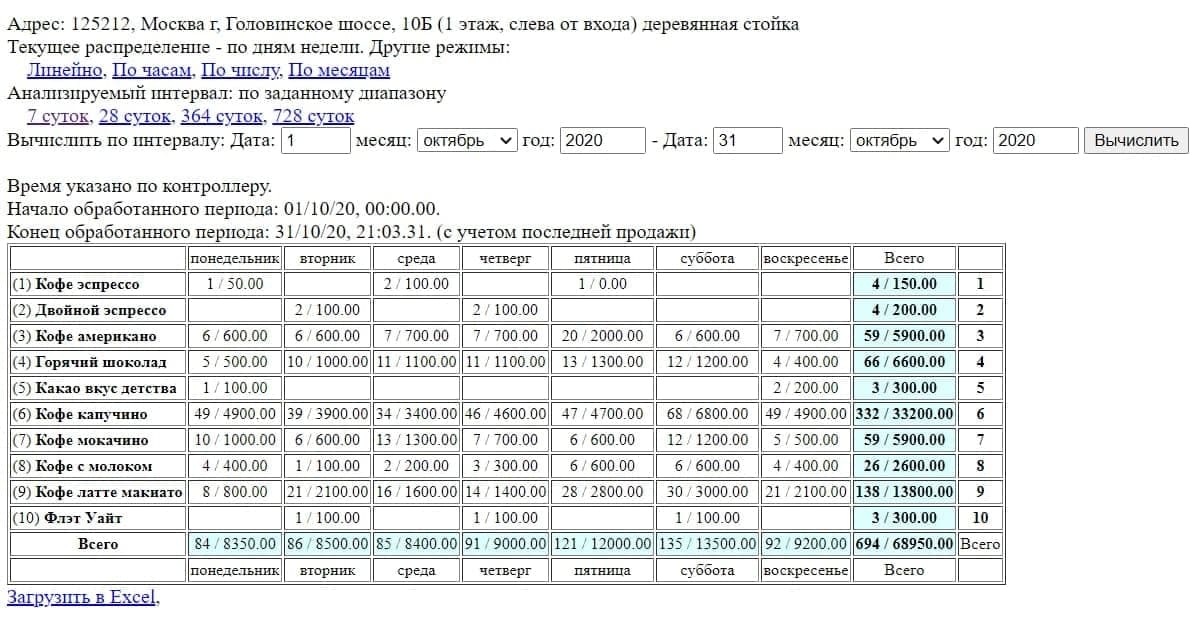 Адрес: 125212, Москва г, Головинское шоссе, 10Б (1 этаж, слева от входа) деревянная стойка
Текущее распределение - по дням недели. Другие режимы:
Линейно, По часам, По числу, По месяцам
Анализируемый интервал: по заданному диапазону
7 суток, 28 суток, 364 суток, 728 суток
Вычислить по интервалу: Дата: 1 месяц: октябрь год: 2020 - Дата: 31 месяц: октябрь год: 2020 Вычислить
Время указано по контроллеру.
Начало обработанного периода: 01/10/20, 00:00.00.
Конец обработанного периода: 31/10/20, 21:03.31. (с учетом последней продажи)
понедельник вторник среда четверг пятница суббота воскресенье Всего
(1) Кофе эспрессо 1 / 50.00 2 / 100.00 1 / 0.00 4 / 150.00 1
(2) Двойной эспрессо 2 / 100.00 2 / 100.00 4 / 200.00 2
(3) Кофе американо 6 / 600.00 6 / 600.00 7 / 700.00 7 / 700.00 20 / 2000.00 6 / 600.00 7 / 700.00 59 / 5900.00 3
(4) Горячий шоколад 5 / 500.00 10 / 1000.00 11 / 1100.00 11 / 1100.00 13 / 1300.00 12 / 1200.00 4 / 400.00 66 / 6600.00 4
(5) Какао вкус детства 1 / 100.00 2 / 200.00 3 / 300.00 5
(6) Кофе капучино 49 / 4900.00 39 / 3900.00 34 / 3400.00 46 / 4600.00 47 / 4700.00 68 / 6800.00 49 / 4900.00 332 / 33200.00 6
(7) Кофе мокачино 10 / 1000.00 6 / 600.00 13 / 1300.00 7 / 700.00 6 / 600.00 12 / 1200.00 5 / 500.00 59 / 5900.00 7
(8) Кофе с молоком 4 / 400.00 1 / 100.00 2 / 200.00 3 / 300.00 6 / 600.00 6 / 600.00 4 / 400.00 26 / 2600.00 8
(9) Кофе латте макиато 8 / 800.00 21 / 2100.00 16 / 1600.00 14 / 1400.00 28 / 2800.00 30 / 3000.00 21 / 2100.00 138 / 13800.00 9
(10) Флэт Уайт 1 / 100.00 1 / 100.00 1 / 100.00 3 / 300.00 10
Всего 84 / 8350.00 86 / 8500.00 85 / 8400.00 91 / 9000.00 121 / 12000.00 135 / 13500.00 92 / 9200.00 694 / 68950.00 Всего
понедельник вторник среда четверг пятница суббота воскресенье Всего
Загрузить в Excel,